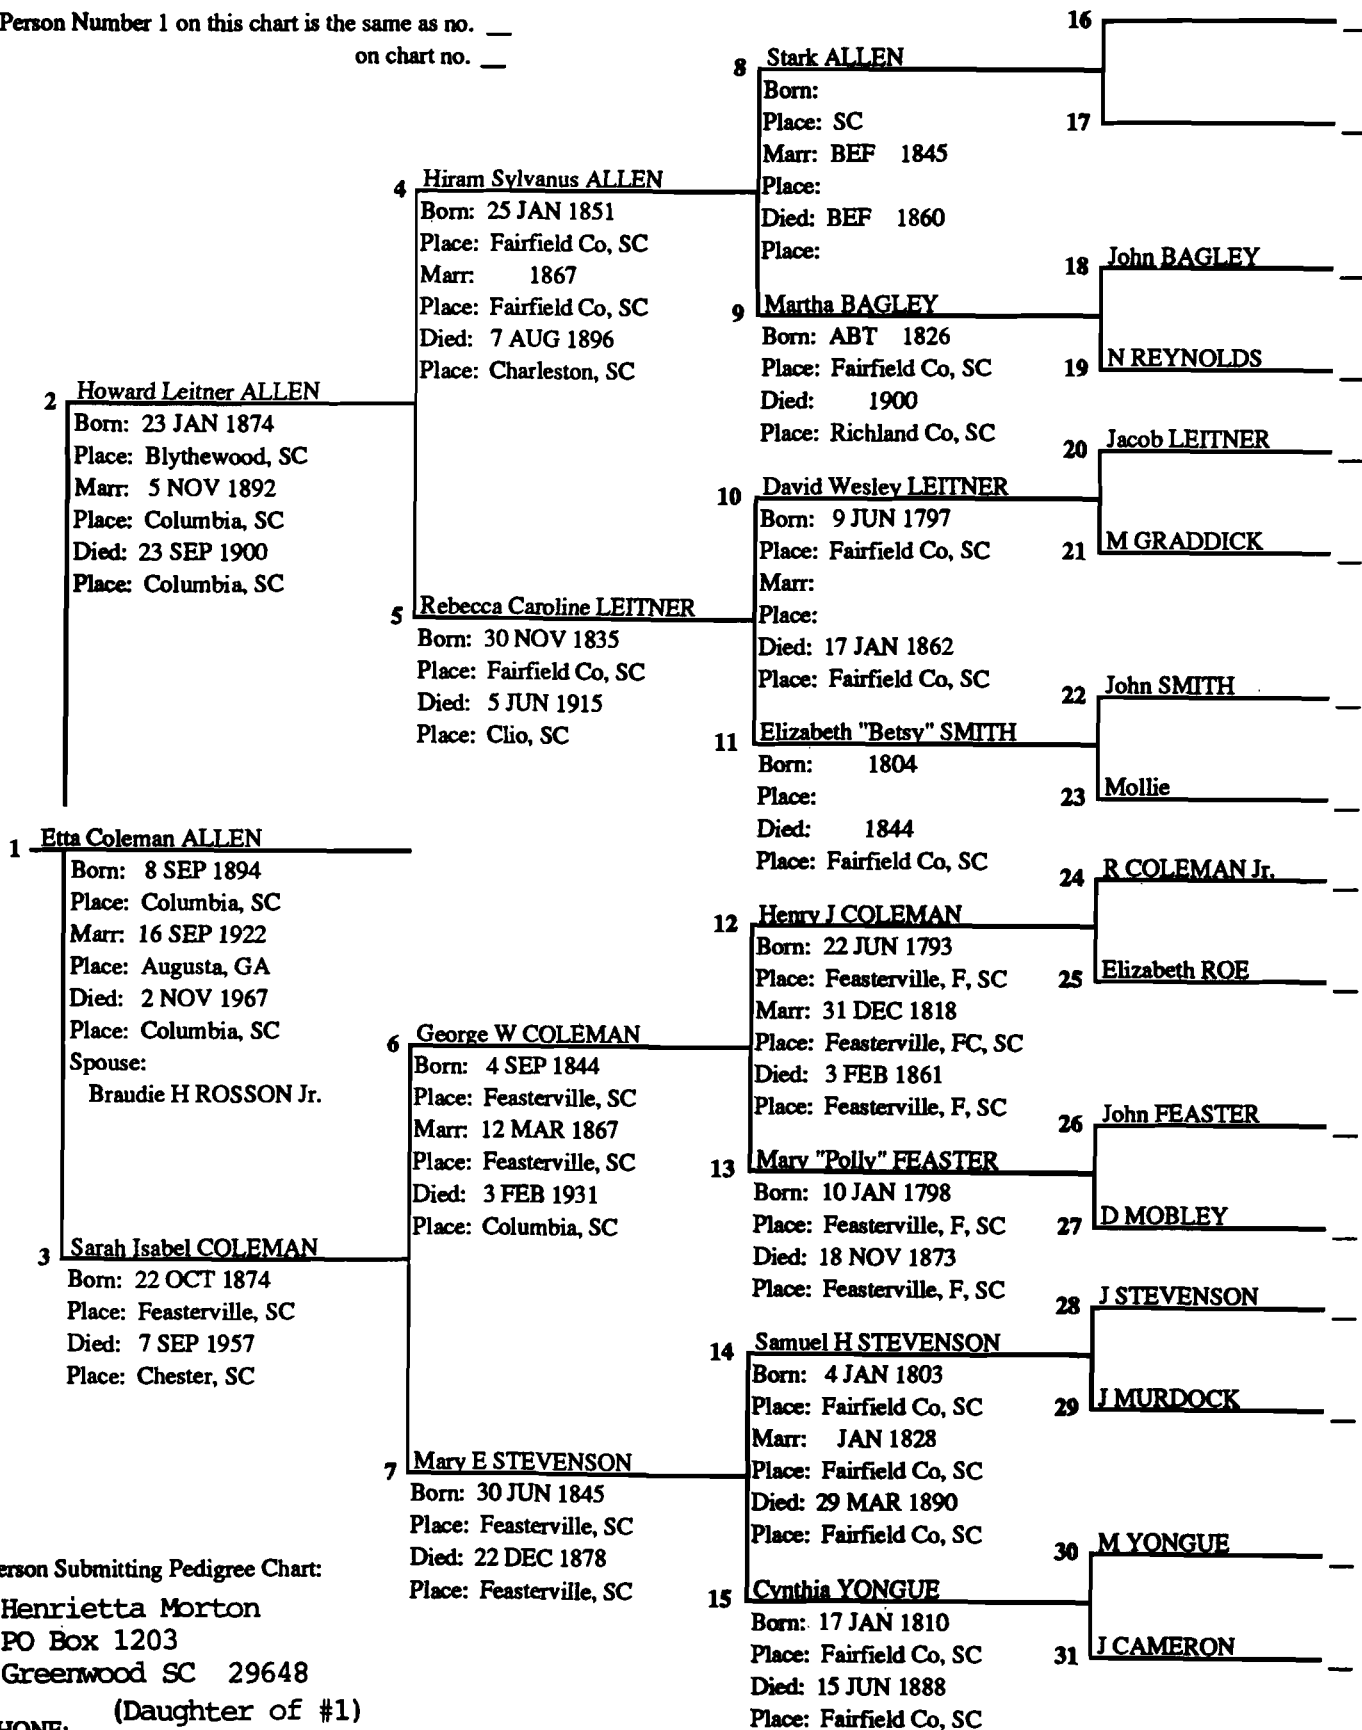 Person Number 1 on this chart is the same as no. __
on chart no. __
1 Etta Coleman ALLEN
Born: 8 SEP 1894
Place: Columbia, SC
Marr: 16 SEP 1922
Place: Augusta, GA
Died: 2 NOV 1967
Place: Columbia, SC
Spouse:
Braudie H ROSSON Jr.
2 Howard Leitner ALLEN
Born: 23 JAN 1874
Place: Blythewood, SC
Marr: 5 NOV 1892
Place: Columbia, SC
Died: 23 SEP 1900
Place: Columbia, SC
3 Sarah Isabel COLEMAN
Born: 22 OCT 1874
Place: Feasterville, SC
Died: 7 SEP 1957
Place: Chester, SC
4 Hiram Sylvanus ALLEN
Born: 25 JAN 1851
Place: Fairfield Co, SC
Marr: 1867
Place: Fairfield Co, SC
Died: 7 AUG 1896
Place: Charleston, SC
5 Rebecca Caroline LEITNER
Born: 30 NOV 1835
Place: Fairfield Co, SC
Died: 5 JUN 1915
Place: Clio, SC
6 George W COLEMAN
Born: 4 SEP 1844
Place: Feasterville, SC
Marr: 12 MAR 1867
Place: Feasterville, SC
Died: 3 FEB 1931
Place: Columbia, SC
7 Mary E STEVENSON
Born: 30 JUN 1845
Place: Feasterville, SC
Died: 22 DEC 1878
Place: Feasterville, SC
8 Stark ALLEN
Born:
Place: SC
Marr: BEF 1845
Place:
Died: BEF 1860
Place:
9 Martha BAGLEY
Born: ABT 1826
Place: Fairfield Co, SC
Died: 1900
Place: Richland Co, SC
10 David Wesley LEITNER
Born: 9 JUN 1797
Place: Fairfield Co, SC
Marr:
Place:
Died: 17 JAN 1862
Place: Fairfield Co, SC
11 Elizabeth "Betsy" SMITH
Born: 1804
Place:
Died: 1844
Place: Fairfield Co, SC
12 Henry J COLEMAN
Born: 22 JUN 1793
Place: Feasterville, F, SC
Marr: 31 DEC 1818
Place: Feasterville, FC, SC
Died: 3 FEB 1861
Place: Feasterville, F, SC
13 Mary "Polly" FEASTER
Born: 10 JAN 1798
Place: Feasterville, F, SC
Died: 18 NOV 1873
Place: Feasterville, F, SC
14 Samuel H STEVENSON
Born: 4 JAN 1803
Place: Fairfield Co, SC
Marr: JAN 1828
Place: Fairfield Co, SC
Died: 29 MAR 1890
Place: Fairfield Co, SC
15 Cynthia YONGUE
Born: 17 JAN 1810
Place: Fairfield Co, SC
Died: 15 JUN 1888
Place: Fairfield Co, SC
16
17
18 John BAGLEY
19 N REYNOLDS
20 Jacob LEITNER
21 M GRADDICK
22 John SMITH
23 Mollie
24 R COLEMAN Jr.
25 Elizabeth ROE
26 John FEASTER
27 D MOBLEY
28 J STEVENSON
29 J MURDOCK
30 M YONGUE
31 J CAMERON
erson Submitting Pedigree Chart:
Henrietta Morton
PO Box 1203
Greenwood SC 29648
(Daughter of #1)
HONE: